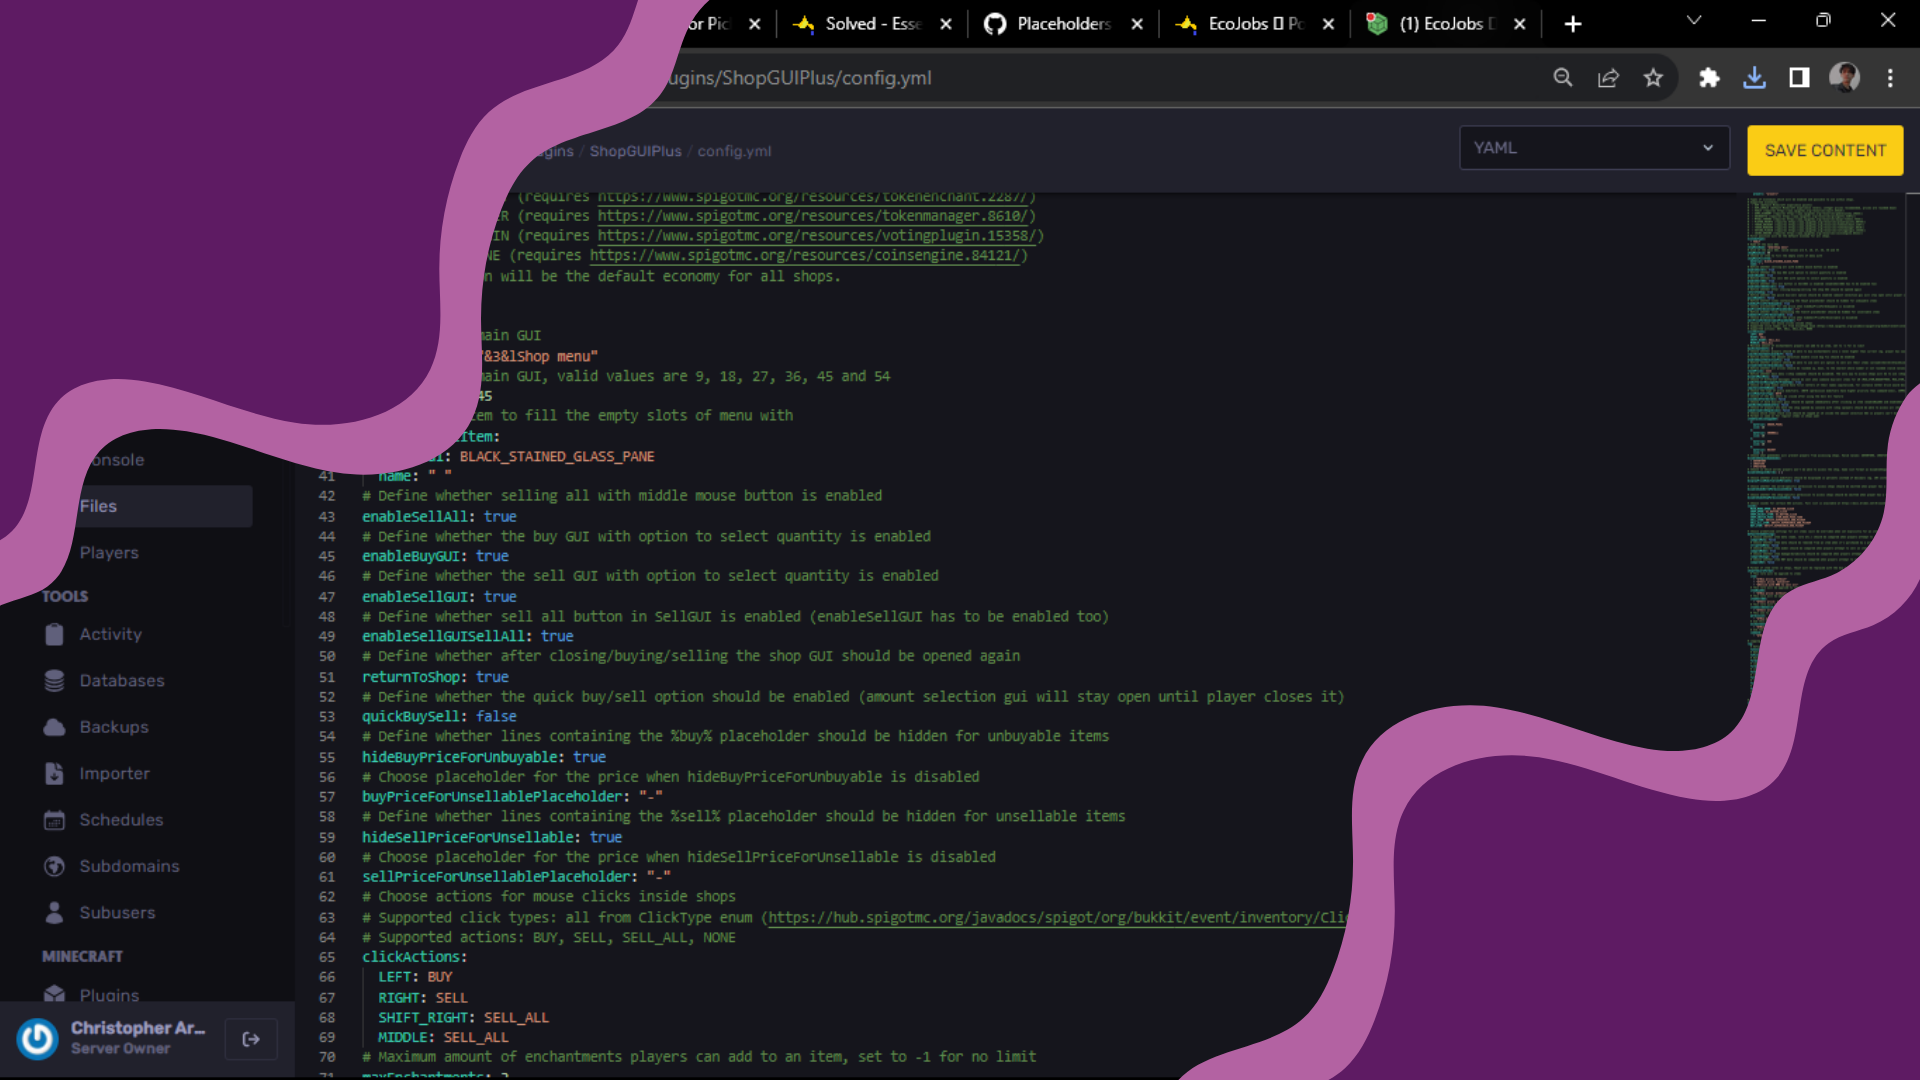 Solved - Esse
Placeholders
EcoJobs
(1) EcoJobs
ugins/ShopGUIPlus/config.yml
gins / ShopGUIPlus / config.yml
YAML
SAVE CONTENT
(requires https://www.spigotmc.org/resources/tokenenchant.2287/)
ER (requires https://www.spigotmc.org/resources/tokenmanager.8610/)
IN (requires https://www.spigotmc.org/resources/votingplugin.15358/)
NE (requires https://www.spigotmc.org/resources/coinsengine.84121/)
n will be the default economy for all shops.
main GUI
"&3&lShop menu"
main GUI, valid values are 9, 18, 27, 36, 45 and 54
45
tem to fill the empty slots of menu with
Item:
BLACK_STAINED_GLASS_PANE
41 name: " "
42 # Define whether selling all with middle mouse button is enabled
43 enableSellAll: true
44 # Define whether the buy GUI with option to select quantity is enabled
45 enableBuyGUI: true
46 # Define whether the sell GUI with option to select quantity is enabled
47 enableSellGUI: true
48 # Define whether sell all button in SellGUI is enabled (enableSellGUI has to be enabled too)
49 enableSellGUISellAll: true
50 # Define whether after closing/buying/selling the shop GUI should be opened again
51 returnToShop: true
52 # Define whether the quick buy/sell option should be enabled (amount selection gui will stay open until player closes it)
53 quickBuySell: false
54 # Define whether lines containing the %buy% placeholder should be hidden for unbuyable items
55 hideBuyPriceForUnbuyable: true
56 # Choose placeholder for the price when hideBuyPriceForUnbuyable is disabled
57 buyPriceForUnsellablePlaceholder: "-"
58 # Define whether lines containing the %sell% placeholder should be hidden for unsellable items
59 hideSellPriceForUnsellable: true
60 # Choose placeholder for the price when hideSellPriceForUnsellable is disabled
61 sellPriceForUnsellablePlaceholder: "-"
62 # Choose actions for mouse clicks inside shops
63 # Supported click types: all from ClickType enum (https://hub.spigotmc.org/javadocs/spigot/org/bukkit/event/inventory/Clic
64 # Supported actions: BUY, SELL, SELL_ALL, NONE
65 clickActions:
66 LEFT: BUY
67 RIGHT: SELL
68 SHIFT_RIGHT: SELL_ALL
69 MIDDLE: SELL_ALL
70 # Maximum amount of enchantments players can add to an item, set to -1 for no limit
71 maxEnchantments:
onsole
Files
Players
TOOLS
Activity
Databases
Backups
Importer
Schedules
Subdomains
Subusers
MINECRAFT
Plugins
Christopher Ar...
Server Owner